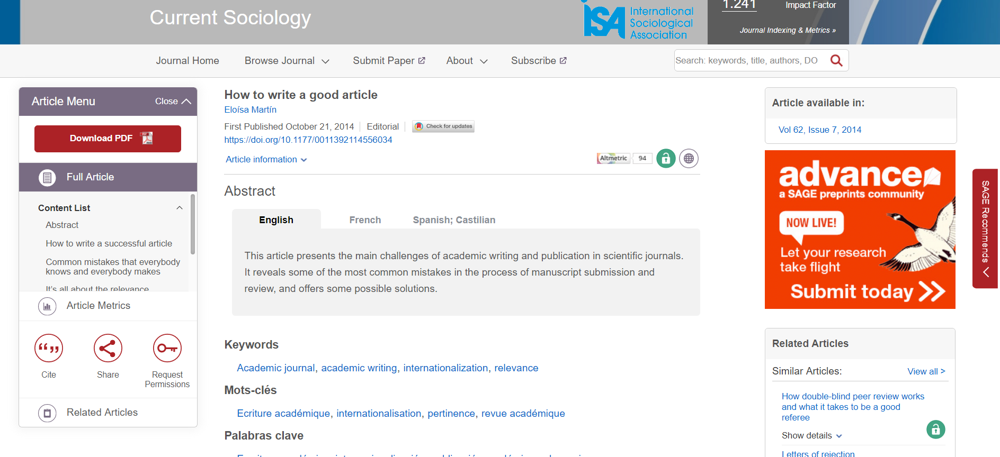 Current Sociology
iSA International
Sociological
Association
1.241 Impact Factor
Journal Indexing & Metrics »
Journal Home Browse Journal Submit Paper About Subscribe
Search: keywords, title, authors, DO
Article Menu Close
Download PDF
Full Article
Content List
Abstract
How to write a successful article
Common mistakes that everybody
knows and everybody makes
It's all about the relevance
Article Metrics
Cite Share Request
Permissions
Related Articles
How to write a good article
Eloísa Martín
First Published October 21, 2014 Editorial Check for updates
https://doi.org/10.1177/0011392114556034
Article information
Altmetric 94
Abstract
English French Spanish; Castilian
This article presents the main challenges of academic writing and publication in scientific journals.
It reveals some of the most common mistakes in the process of manuscript submission and
review, and offers some possible solutions.
Keywords
Academic journal, academic writing, internationalization, relevance
Mots-clés
Ecriture académique, internationalisation, pertinence, revue académique
Palabras clave
Article available in:
Vol 62, Issue 7, 2014
advance
a SAGE preprints community
NOW LIVE!
Let your research
take flight
Submit today
Related Articles
Similar Articles: View all >
How double-blind peer review works
and what it takes to be a good
referee
Show details
Letters of rejection
SAGE Recommends